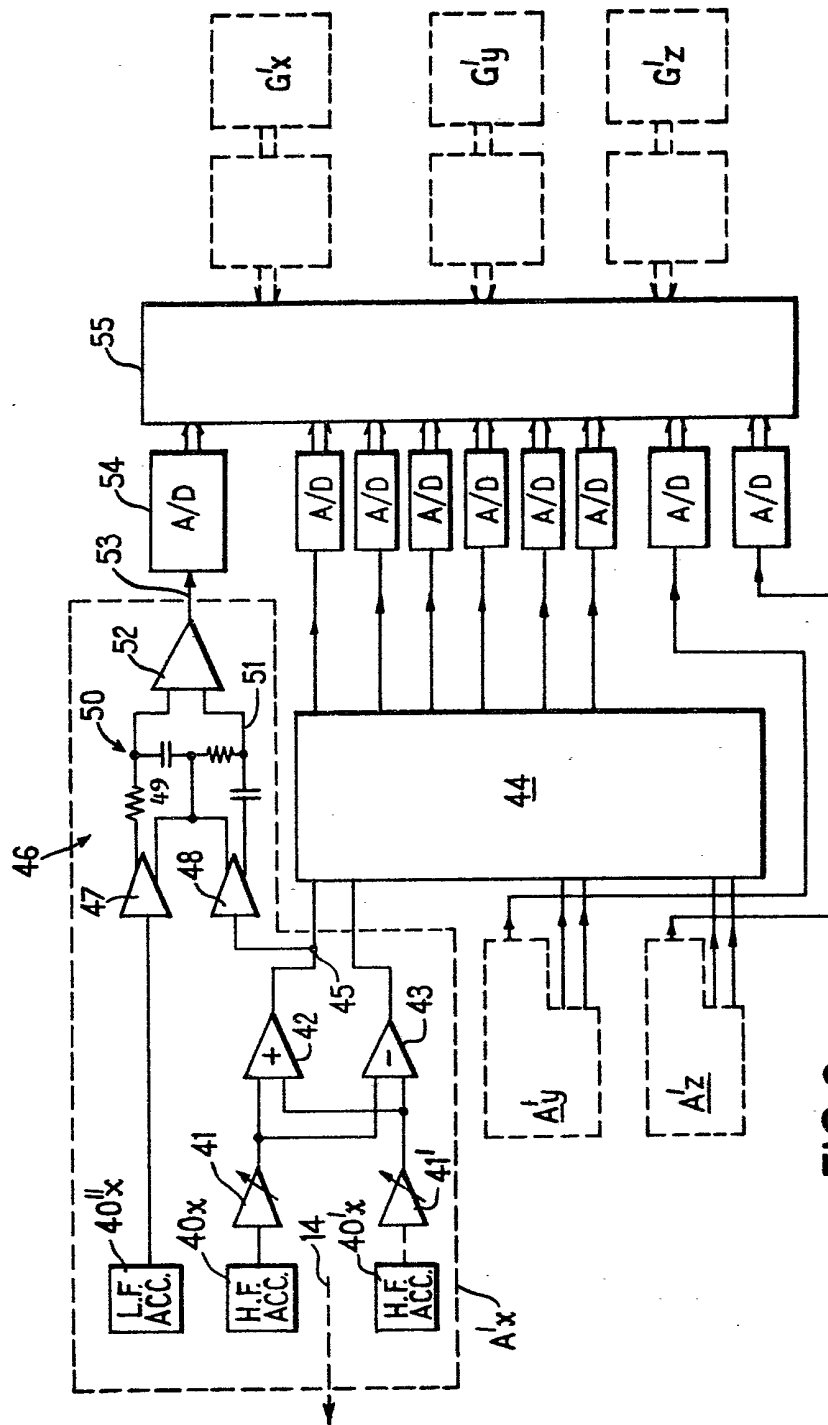 46
50
52
53
54
55
47
49
51
48
A/D
G'x
L.F.
ACC.
40"x
H.F.
ACC.
40x
41
42
+
45
44
A/D
A/D
A/D
A/D
A/D
A/D
A/D
A/D
G'y
14
H.F.
ACC.
40'x
41'
43
-
A'x
A'y
A'z
G'z